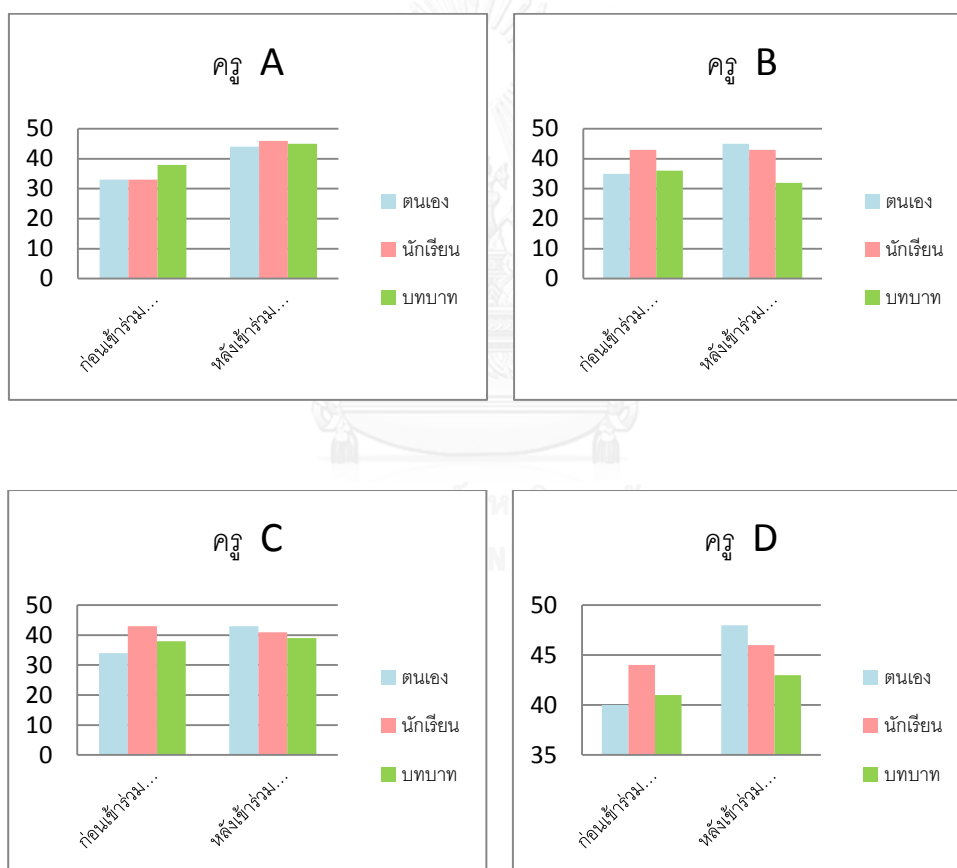 ครู A
50
40
30
20
10
0
ก่อนเข้าร่วม...
หลังเข้าร่วม...
ตนเอง
นักเรียน
บทบาท
ครู B
50
40
30
20
10
0
ก่อนเข้าร่วม...
หลังเข้าร่วม...
ตนเอง
นักเรียน
บทบาท
ครู C
50
40
30
20
10
0
ก่อนเข้าร่วม...
หลังเข้าร่วม...
ตนเอง
นักเรียน
บทบาท
ครู D
50
45
40
35
ก่อนเข้าร่วม...
หลังเข้าร่วม...
ตนเอง
นักเรียน
บทบาท